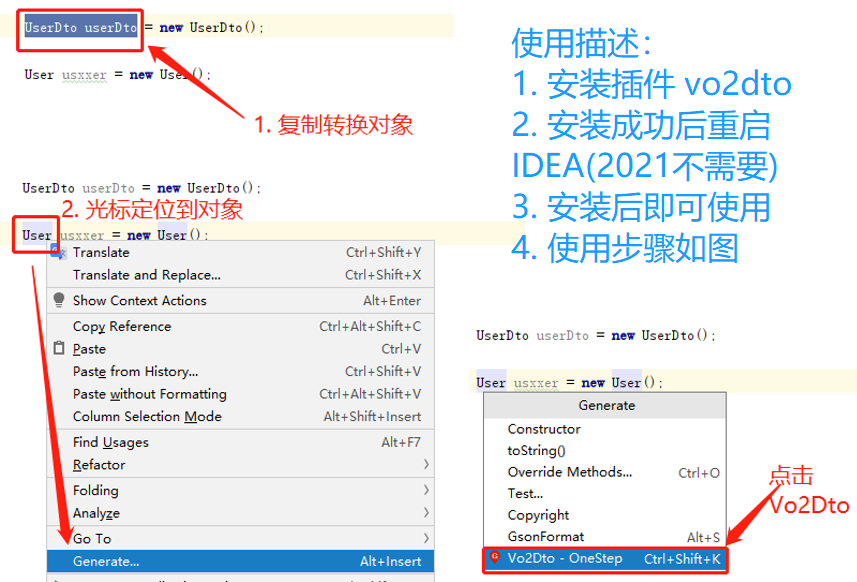 UserDto userDto = new UserDto();
User usxxer = new User();
1. 复制转换对象
UserDto userDto = new UserDto();
2. 光标定位到对象
User usxxer = new User();
Translate Ctrl+Shift+Y
Translate and Replace... Ctrl+Shift+X
Show Context Actions Alt+Enter
Copy Reference Ctrl+Alt+Shift+C
Paste Ctrl+V
Paste from History... Ctrl+Shift+V
Paste without Formatting Ctrl+Alt+Shift+V
Column Selection Mode Alt+Shift+Insert
Find Usages Alt+F7
Refactor
Folding
Analyze
Go To
Generate... Alt+Insert
使用描述：
1. 安装插件 vo2dto
2. 安装成功后重启
IDEA(2021不需要)
3. 安装后即可使用
4. 使用步骤如图
UserDto userDto = new UserDto();
User usxxer = new User();
Generate
Constructor
toString()
Override Methods... Ctrl+O
Test...
Copyright
GsonFormat Alt+S
Vo2Dto - OneStep Ctrl+Shift+K
点击
Vo2Dto